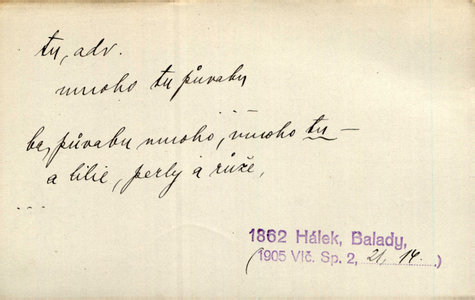 tu, adv.
mnoho tu půvabu
...
ba, půvabu mnoho, mnoho tu —
a lilie, perly a růže,
...
1862 Hálek, Balady,
(1905 Vlč. Sp. 2, 21, 14.)